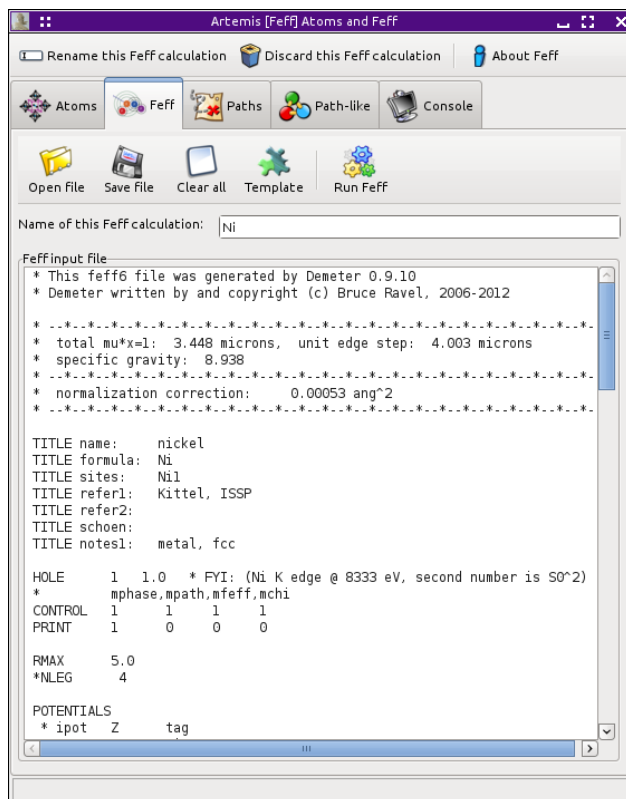 Artemis [Feff] Atoms and Feff
Rename this Feff calculation Discard this Feff calculation About Feff
Atoms Feff Paths Path-like Console
Open file Save file Clear all Template Run Feff
Name of this Feff calculation: Ni
Feff input file
* This feff6 file was generated by Demeter 0.9.10
* Demeter written by and copyright (c) Bruce Ravel, 2006-2012
* --*--*--*--*--*--*--*--*--*--*--*--*--*--*--*--*--*--*-
* total mu*x=1: 3.448 microns, unit edge step: 4.003 microns
* specific gravity: 8.938
* --*--*--*--*--*--*--*--*--*--*--*--*--*--*--*--*--*--*-
* normalization correction: 0.00053 ang^2
* --*--*--*--*--*--*--*--*--*--*--*--*--*--*--*--*--*--*-
TITLE name: nickel
TITLE formula: Ni
TITLE sites: Ni1
TITLE refer1: Kittel, ISSP
TITLE refer2:
TITLE schoen:
TITLE notes1: metal, fcc
HOLE 1 1.0 * FYI: (Ni K edge @ 8333 eV, second number is S0^2)
* mphase,mpath,mfeff,mchi
CONTROL 1 1 1 1
PRINT 1 0 0 0
RMAX 5.0
*NLEG 4
POTENTIALS
* ipot Z tag